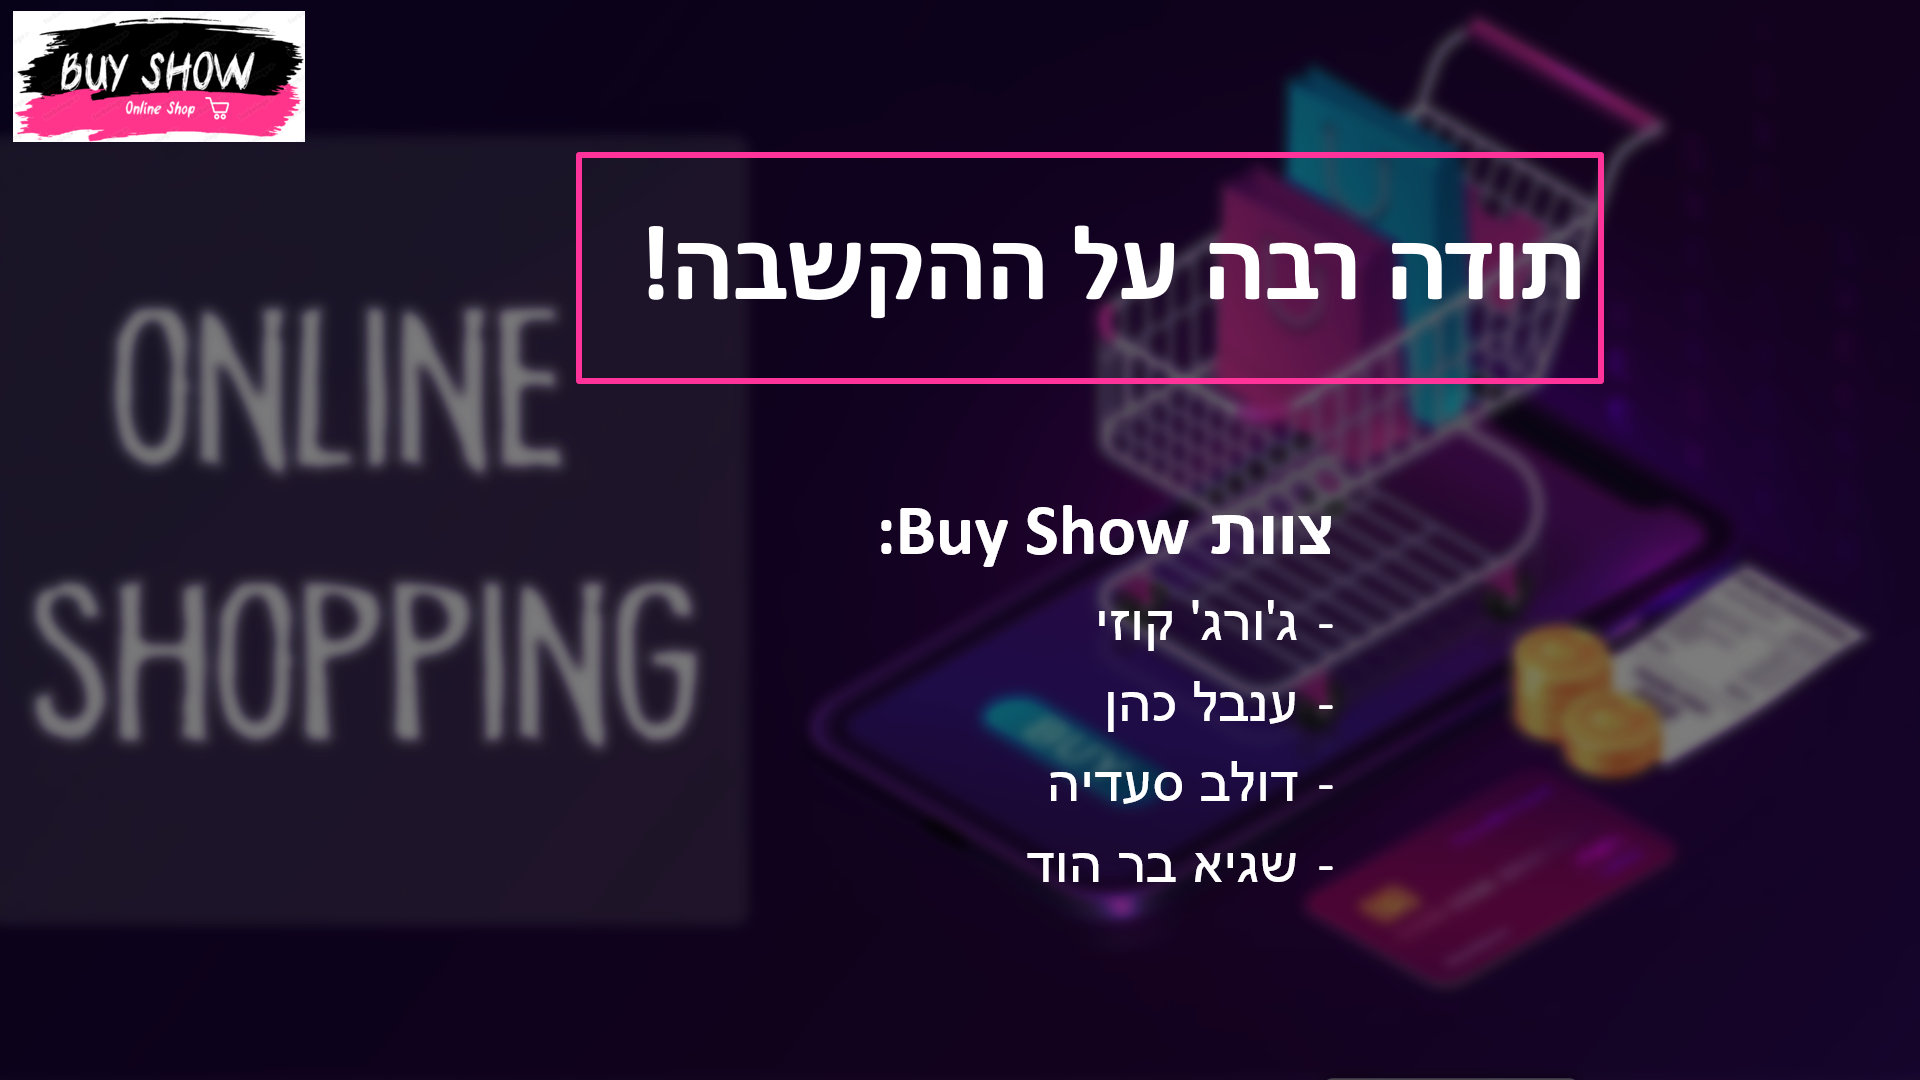 BUY SHOW
Online Shop
תודה רבה על ההקשבה!
ONLINE
SHOPPING
צוות Buy Show:
- ג'ורג' קוזי
- ענבל כהן
- דולב סעדיה
- שגיא בר הוד
BUY